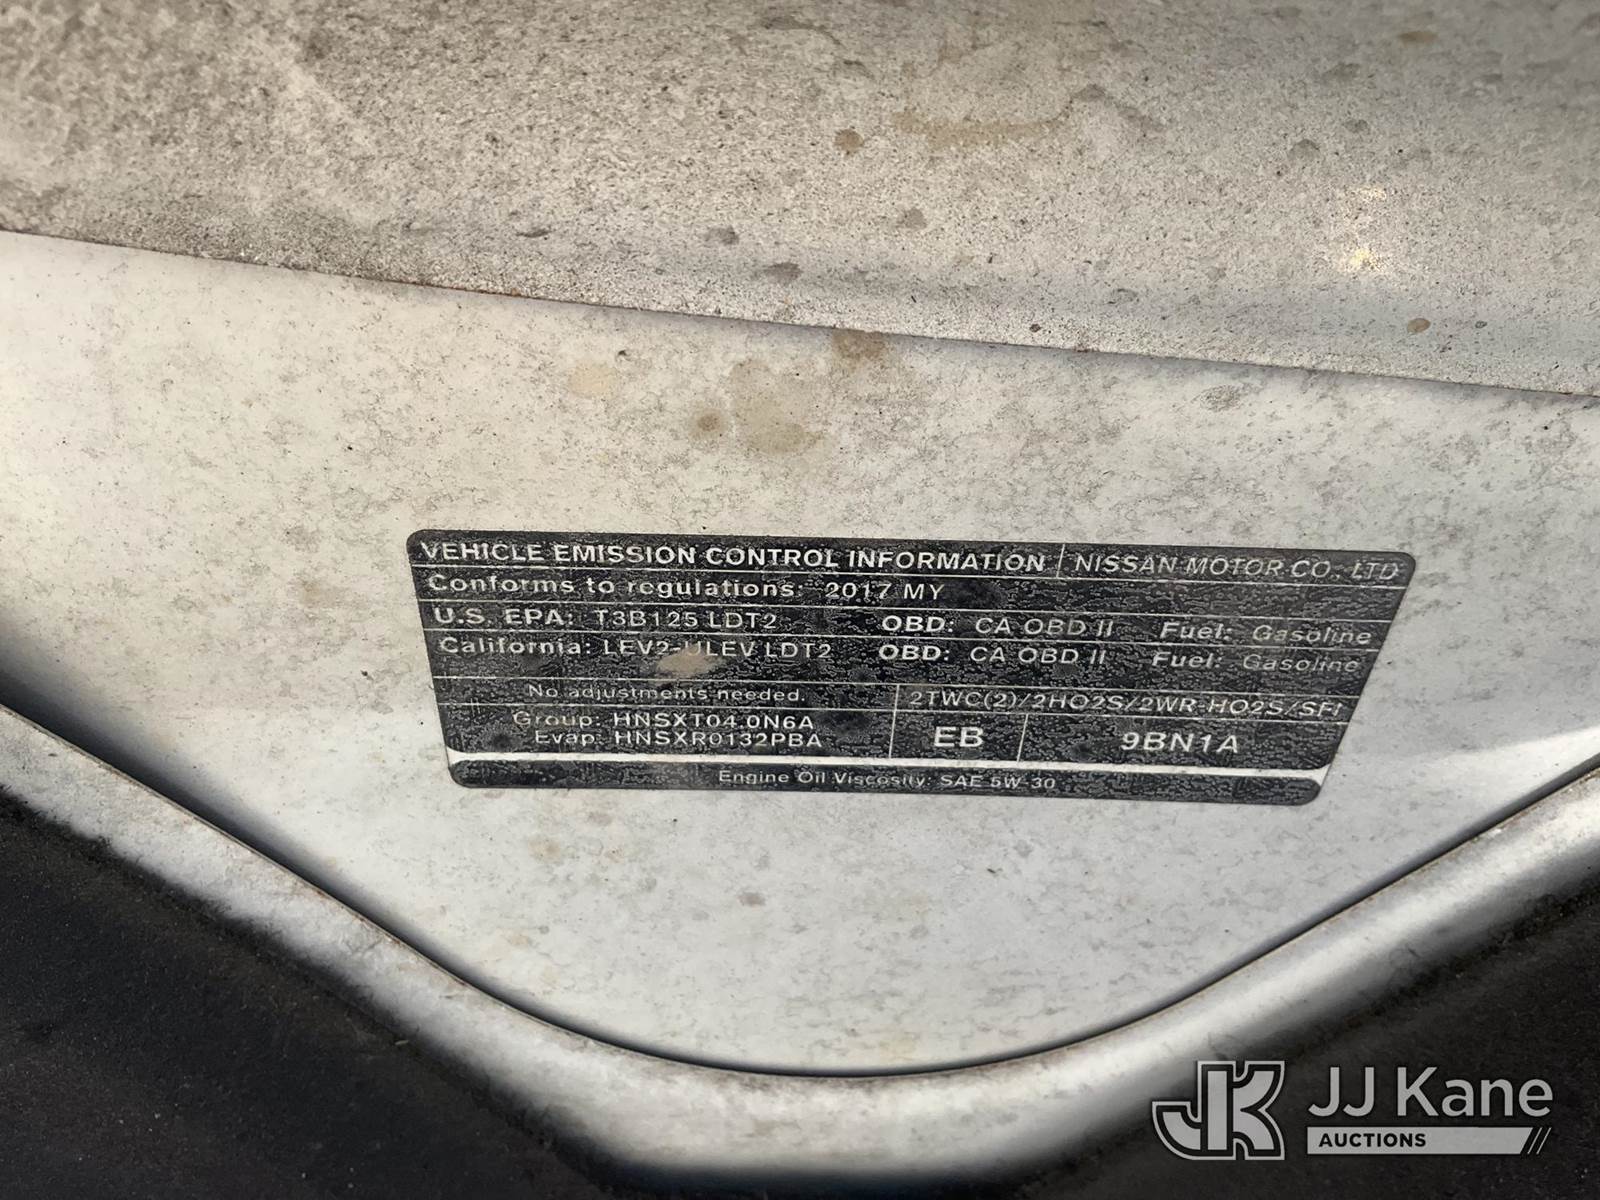 VEHICLE EMISSION CONTROL INFORMATION NISSAN MOTOR CO., LTD
Conforms to regulations: 2017 MY
U.S. EPA: T3B125 LDT2 OBD: CA OBD II Fuel: Gasoline
California: LEV2-ULEV LDT2 OBD: CA OBD II Fuel: Gasoline
No adjustments needed. 2TWC(2)/2HO2S/2WR-HO2S/SFI
Group: HNSXT04.0N6A
Evap: HNSXR0132PBA
EB 9BN1A
Engine Oil Viscosity: SAE 5W-30
JK JJ Kane
AUCTIONS